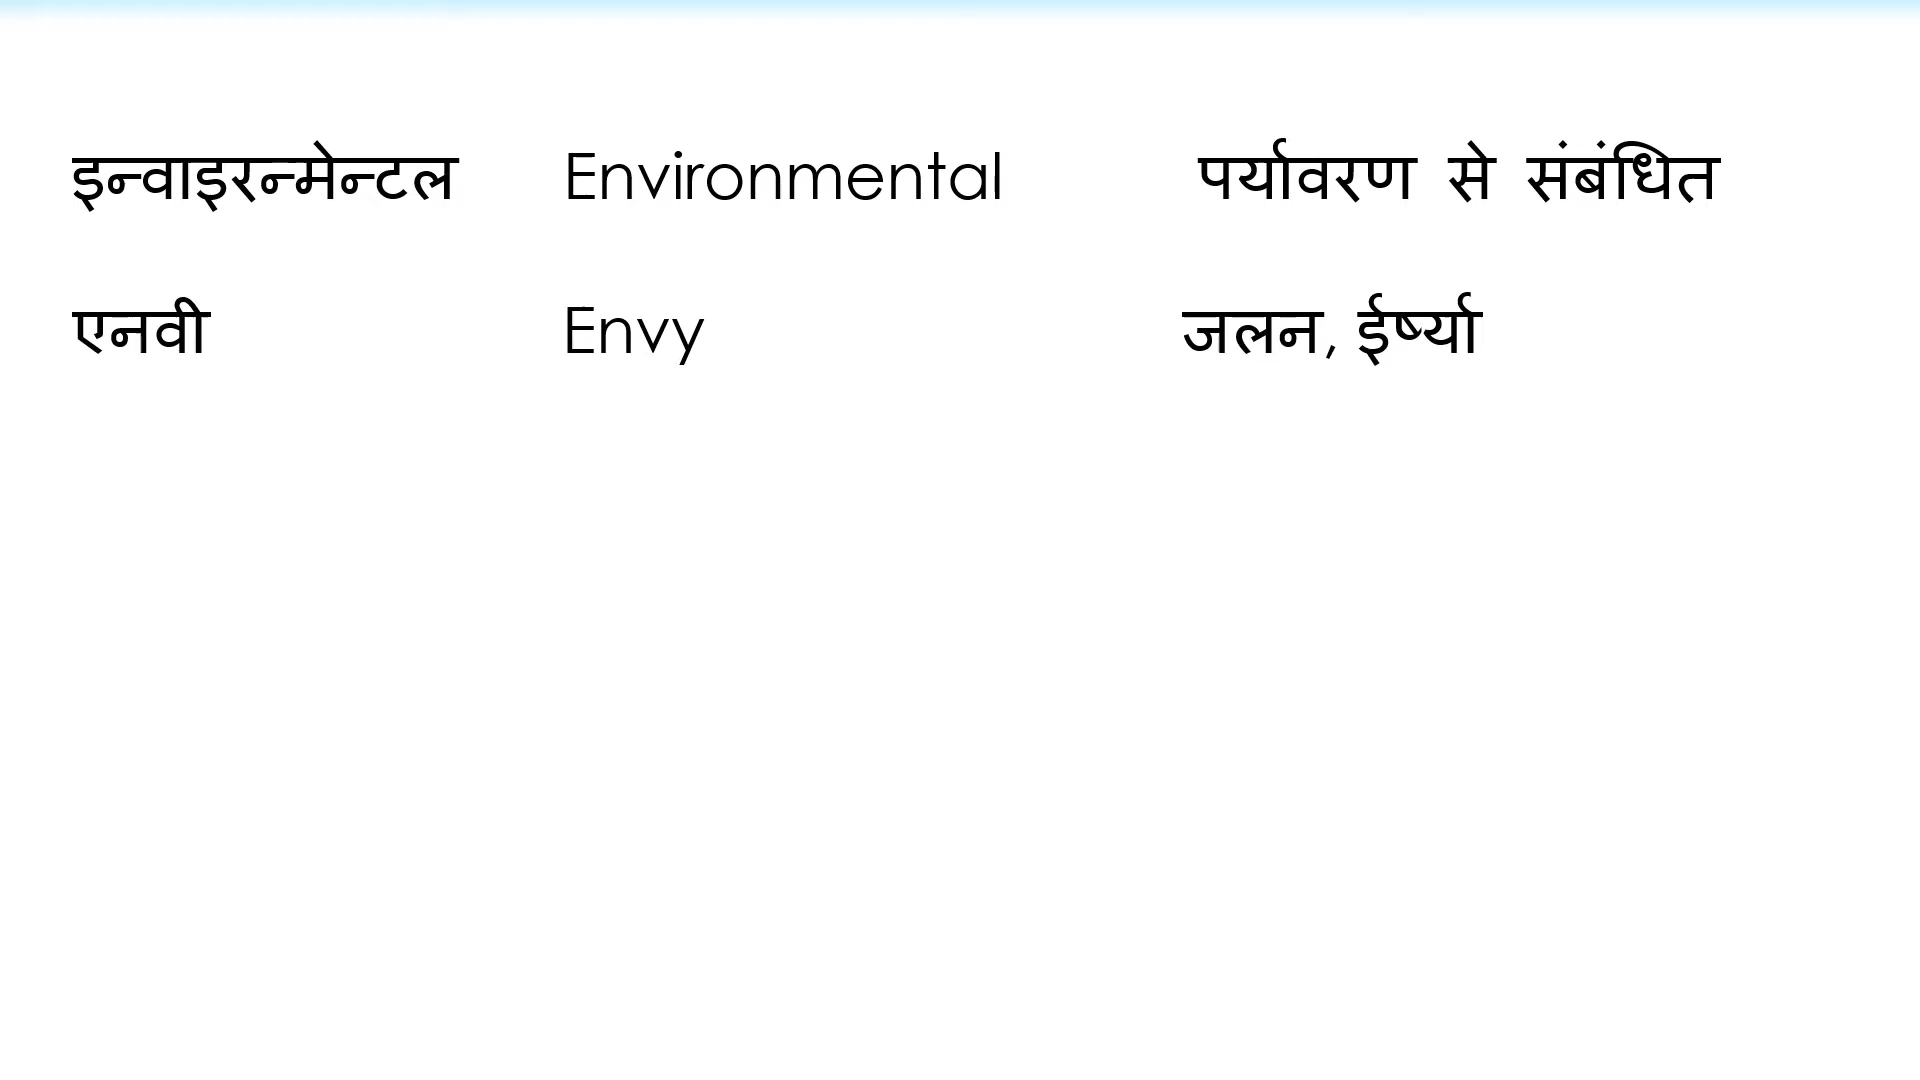 इन्वाइरन्मेन्टल Environmental पर्यावरण से संबंधित
एनवी Envy जलन, ईर्ष्या